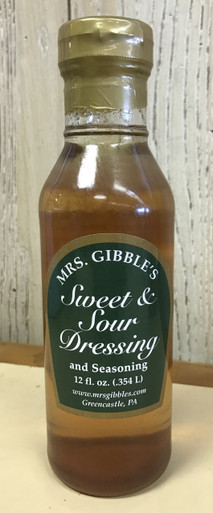 MRS. GIBBLE'S
Sweet &
Sour
Dressing
and Seasoning
12 fl. oz. (.354 L)
www.mrsgibbles.com
Greencastle, PA